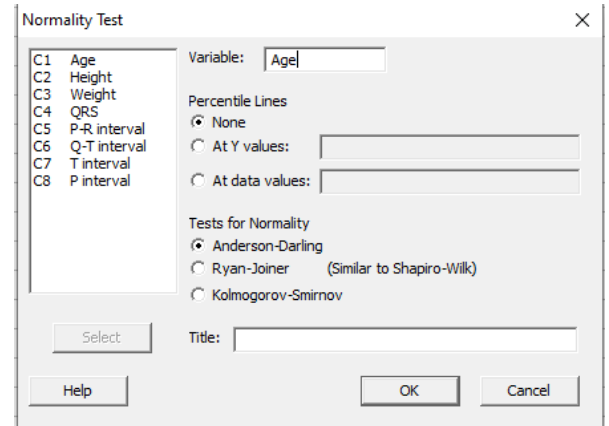 Normality Test
C1 Age
C2 Height
C3 Weight
C4 QRS
C5 P-R interval
C6 Q-T interval
C7 T interval
C8 P interval
Variable: Age
Percentile Lines
None
At Y values:
At data values:
Tests for Normality
Anderson-Darling
Ryan-Joiner (Similar to Shapiro-Wilk)
Kolmogorov-Smirnov
Select
Title:
Help
OK
Cancel